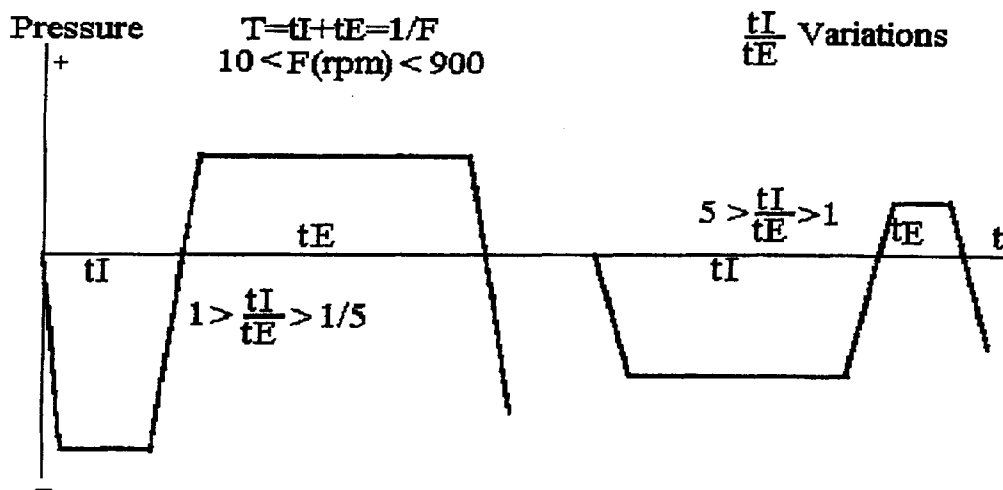 Pressure
+
T=tI+tE=1/F
10<F(rpm)<900
tI/tE Variations
tI
tE
1>tI/tE>1/5
5>tI/tE>1
tI
tE
t
-